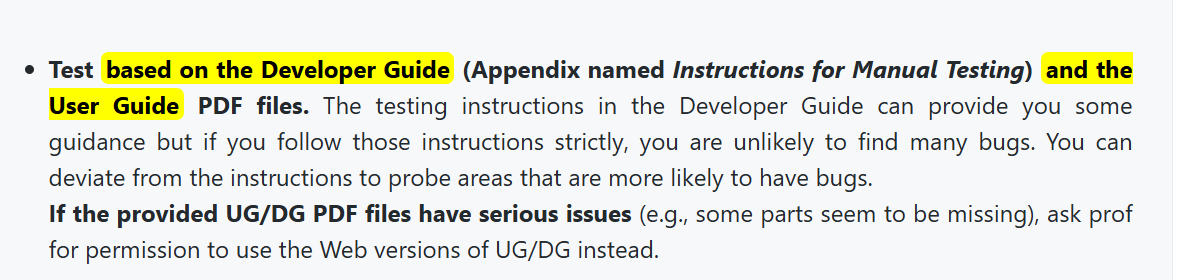 • Test based on the Developer Guide (Appendix named Instructions for Manual Testing) and the
User Guide PDF files. The testing instructions in the Developer Guide can provide you some
guidance but if you follow those instructions strictly, you are unlikely to find many bugs. You can
deviate from the instructions to probe areas that are more likely to have bugs.
If the provided UG/DG PDF files have serious issues (e.g., some parts seem to be missing), ask prof
for permission to use the Web versions of UG/DG instead.